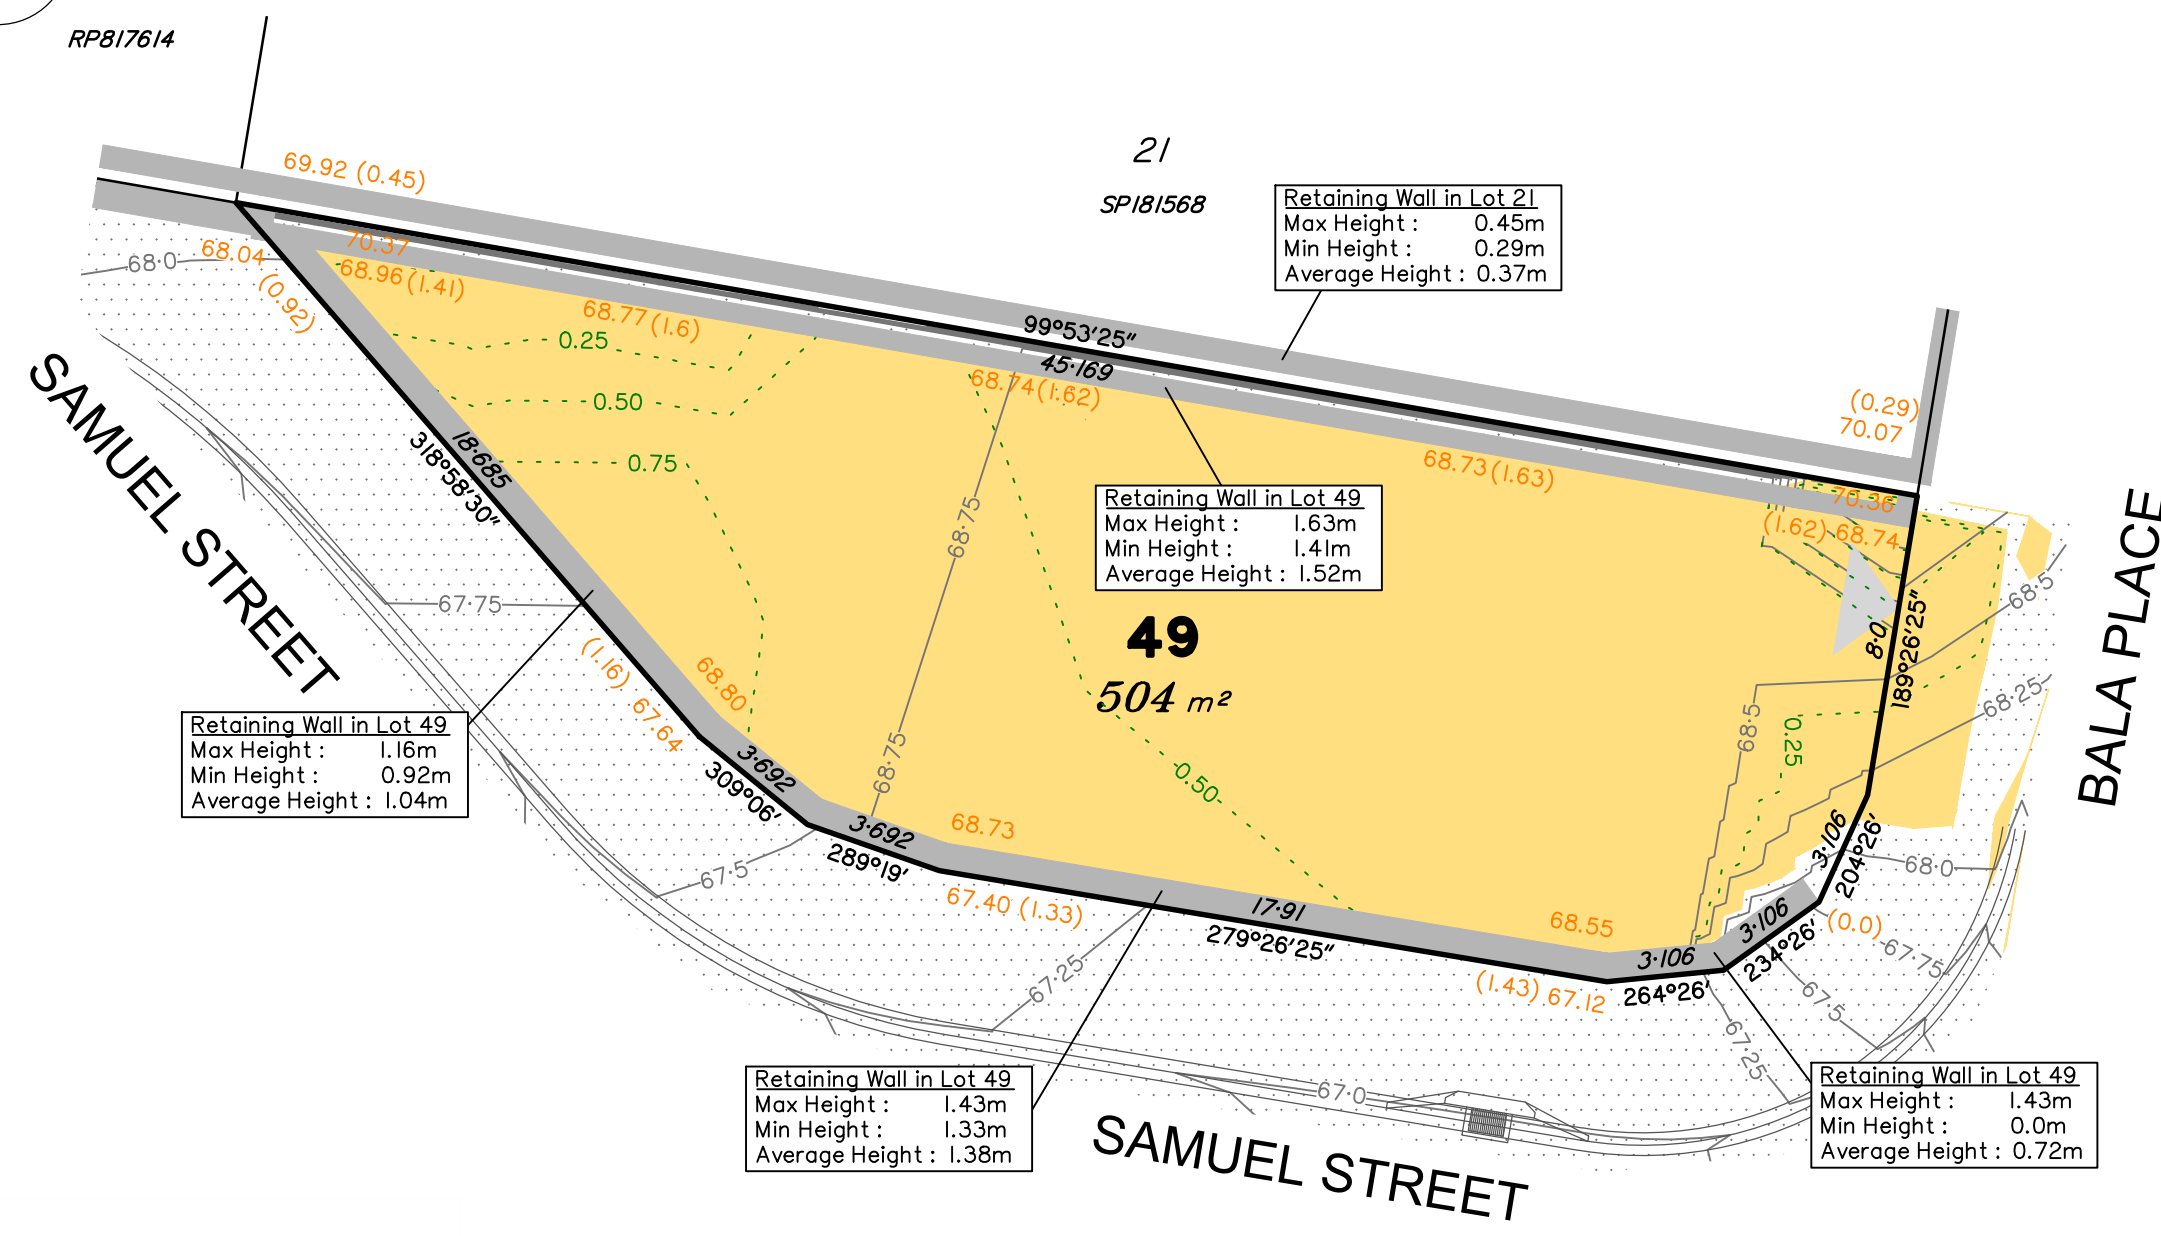 RP817614
69.92 (0.45)
21
SP181568
Retaining Wall in Lot 21
Max Height : 0.45m
Min Height : 0.29m
Average Height : 0.37m
70.37
68.04
68.0
68.96 (1.41)
(0.92)
68.77 (1.6)
99°53'25"
45·169
68.74 (1.62)
0.25
0.50
0.75
(0.29)
70.07
68.73 (1.63)
Retaining Wall in Lot 49
Max Height : 1.63m
Min Height : 1.41m
Average Height : 1.52m
70.36
(1.62) 68.74
SAMUEL STREET
18·685
318°58'30"
68·75
67·75
68·5
BALA PLACE
49
504 m²
8·0
189°26'25"
(1.16) 67.64
68.80
68·25
68·5
0.25
Retaining Wall in Lot 49
Max Height : 1.16m
Min Height : 0.92m
Average Height : 1.04m
3·692
309°06'
68·75
0.50
3·692
289°19'
68.73
3·106
204°26'
67·5
68·0
67.40 (1.33)
17·91
279°26'25"
68.55
3·106
234°26'
(0.0)
67·75
3·106
264°26'
67·25
(1.43) 67.12
67·5
67·25
67·0
Retaining Wall in Lot 49
Max Height : 1.43m
Min Height : 1.33m
Average Height : 1.38m
Retaining Wall in Lot 49
Max Height : 1.43m
Min Height : 0.0m
Average Height : 0.72m
SAMUEL STREET